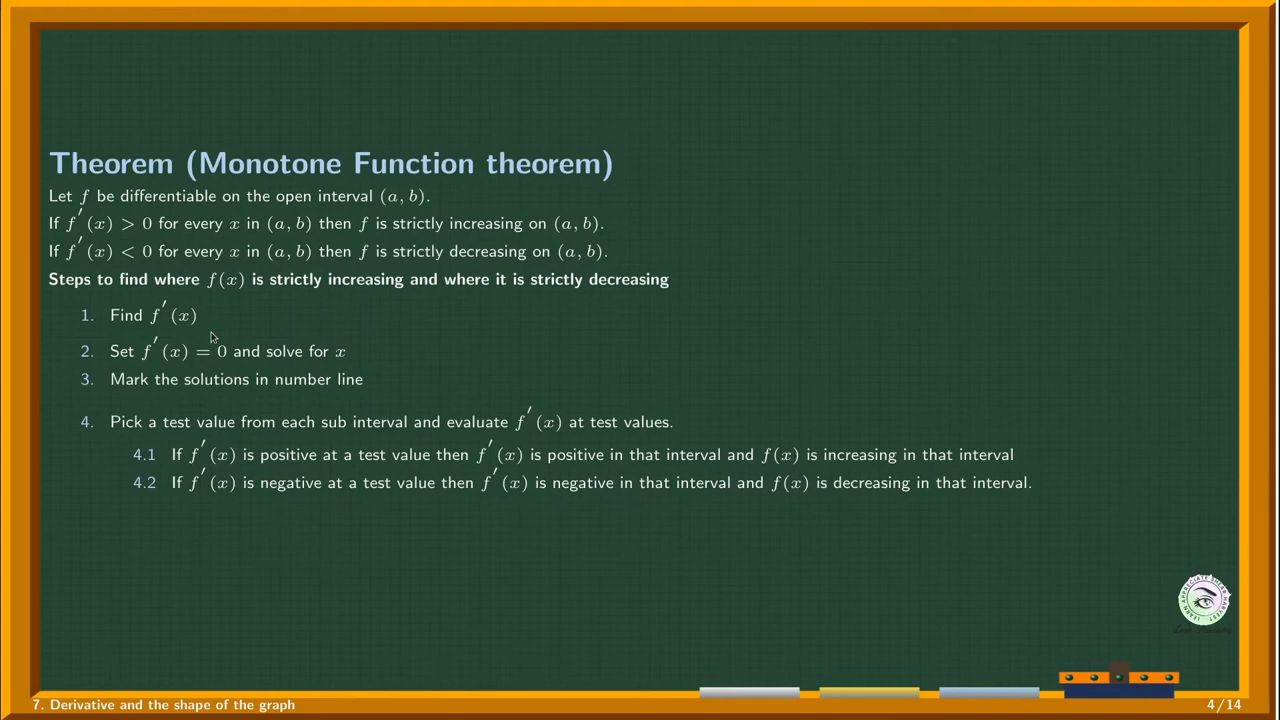 Theorem (Monotone Function theorem)
Let f be differentiable on the open interval (a, b).
If f′(x) > 0 for every x in (a, b) then f is strictly increasing on (a, b).
If f′(x) < 0 for every x in (a, b) then f is strictly decreasing on (a, b).
Steps to find where f(x) is strictly increasing and where it is strictly decreasing
1. Find f′(x)
2. Set f′(x) = 0 and solve for x
3. Mark the solutions in number line
4. Pick a test value from each sub interval and evaluate f′(x) at test values.
4.1 If f′(x) is positive at a test value then f′(x) is positive in that interval and f(x) is increasing in that interval
4.2 If f′(x) is negative at a test value then f′(x) is negative in that interval and f(x) is decreasing in that interval.
LEARN APPRECIATE SHARE HARVEST
7. Derivative and the shape of the graph
4/14